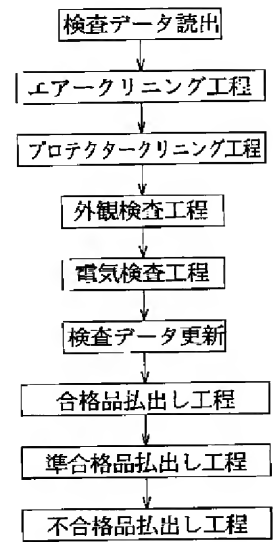 検査データ読出
エアークリニング工程
プロテクタークリニング工程
外観検査工程
電気検査工程
検査データ更新
合格品払出し工程
準合格品払出し工程
不合格品払出し工程